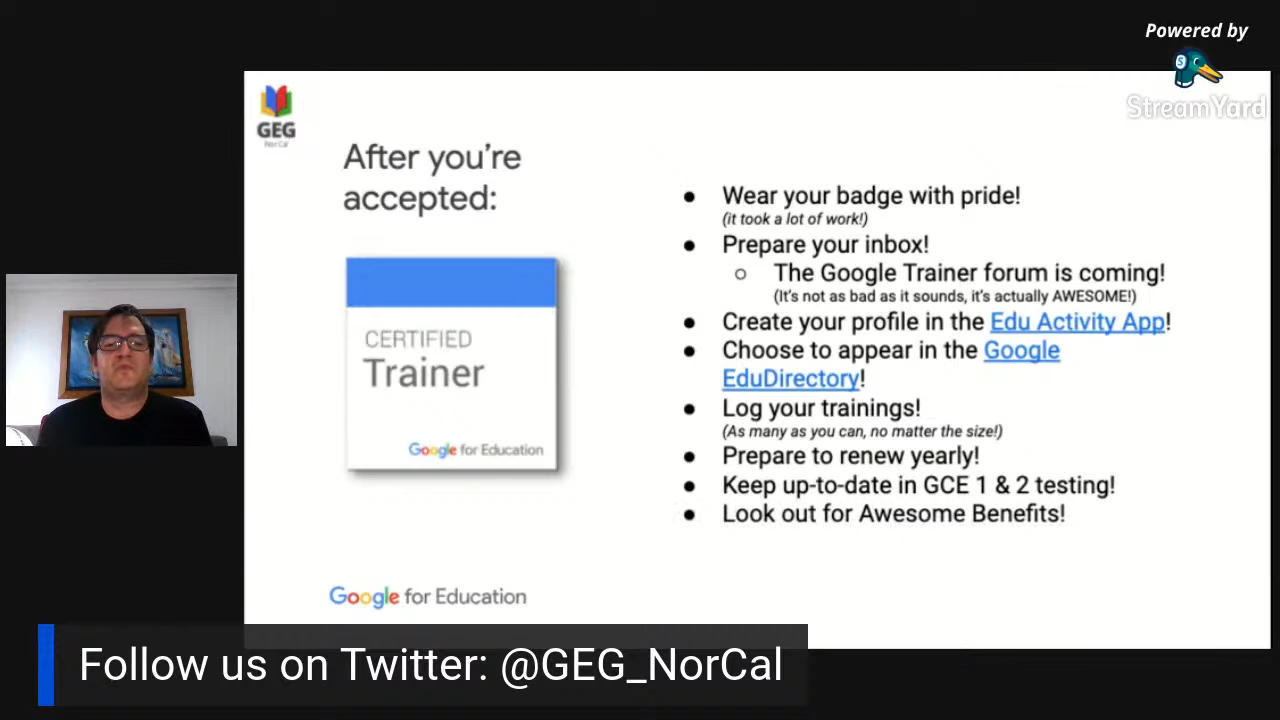 Powered by
StreamYard
GEG
NorCal
After you're
accepted:
CERTIFIED
Trainer
Google for Education
● Wear your badge with pride!
(it took a lot of work!)
● Prepare your inbox!
○ The Google Trainer forum is coming!
(It's not as bad as it sounds, it's actually AWESOME!)
● Create your profile in the Edu Activity App!
● Choose to appear in the Google
EduDirectory!
● Log your trainings!
(As many as you can, no matter the size!)
● Prepare to renew yearly!
● Keep up-to-date in GCE 1 & 2 testing!
● Look out for Awesome Benefits!
Google for Education
Follow us on Twitter: @GEG_NorCal